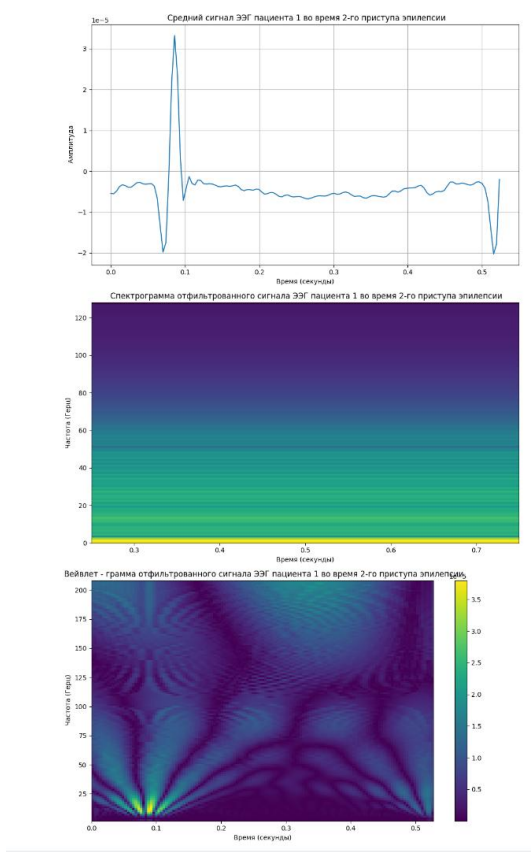 Средний сигнал ЭЭГ пациента 1 во время 2-го приступа эпилепсии
1e−5
3
2
1
0
−1
−2
Амплитуда
0.0 0.1 0.2 0.3 0.4 0.5
Время (секунды)
Спектрограмма отфильтрованного сигнала ЭЭГ пациента 1 во время 2-го приступа эпилепсии
120
100
80
60
40
20
0
Частота (Герц)
0.3 0.4 0.5 0.6 0.7
Время (секунды)
Вейвлет - грамма отфильтрованного сигнала ЭЭГ пациента 1 во время 2-го приступа эпилепсии
200
175
150
125
100
75
50
25
Частота (Герц)
0.0 0.1 0.2 0.3 0.4 0.5
Время (секунды)
3.5
3.0
2.5
2.0
1.5
1.0
0.5